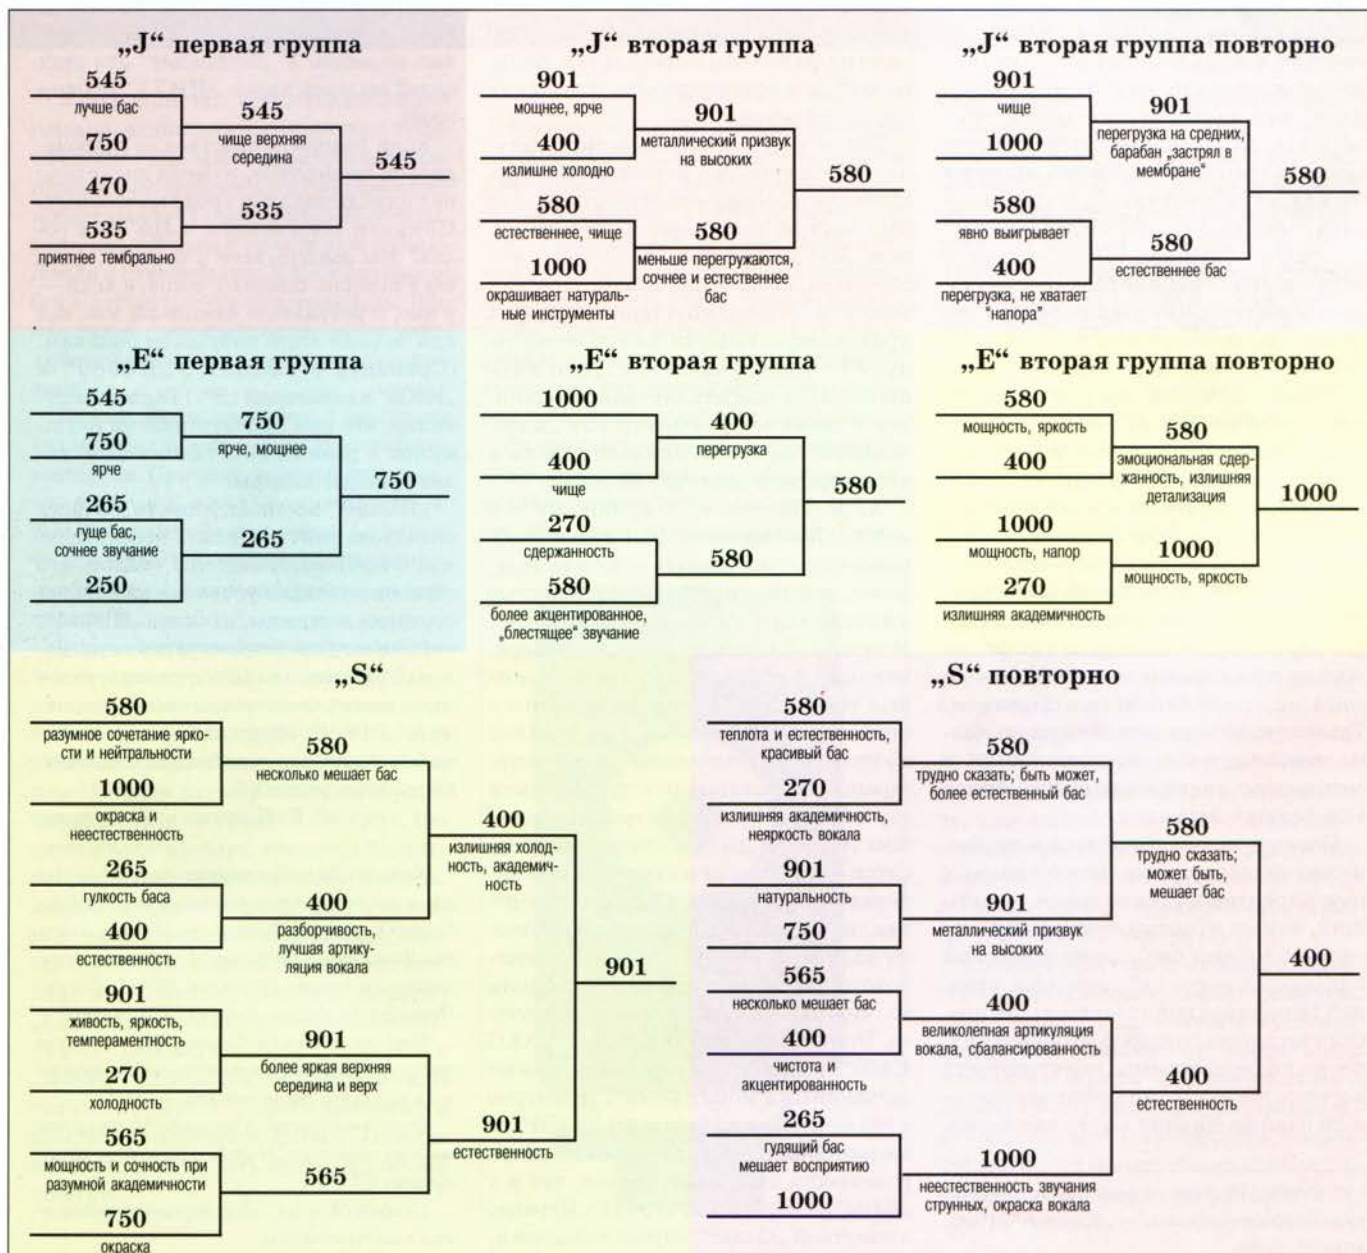 „J“ первая группа
545
лучше бас
750
545
чище верхняя
середина
470
535
535
приятнее тембрально
545
„J“ вторая группа
901
мощнее, ярче
400
излишне холодно
901
металлический призвук
на высоких
580
естественнее, чище
1000
окрашивает натураль-
ные инструменты
580
меньше перегружаются,
сочнее и естественнее
бас
580
„J“ вторая группа повторно
901
чище
1000
901
перегрузка на средних,
барабан „застрял в
мембране“
580
явно выигрывает
400
перегрузка, не хватает
"напора"
580
естественнее бас
580
„E“ первая группа
545
750
ярче
750
ярче, мощнее
265
гуще бас,
сочнее звучание
250
265
750
„E“ вторая группа
1000
400
чище
400
перегрузка
270
сдержанность
580
более акцентированное,
„блестящее“ звучание
580
580
„E“ вторая группа повторно
580
мощность, яркость
400
580
эмоциональная сдер-
жанность, излишняя
детализация
1000
мощность, напор
270
излишняя академичность
1000
мощность, яркость
1000
„S“
580
разумное сочетание ярко-
сти и нейтральности
1000
окраска и
неестественность
580
несколько мешает бас
265
гулкость баса
400
естественность
400
разборчивость,
лучшая артику-
ляция вокала
400
излишняя холод-
ность, академич-
ность
901
живость, яркость,
темпераментность
270
холодность
901
более яркая верхняя
середина и верх
565
мощность и сочность при
разумной академичности
750
окраска
565
901
естественность
901
„S“ повторно
580
теплота и естественность,
красивый бас
270
излишняя академичность,
неяркость вокала
580
трудно сказать; быть может,
более естественный бас
901
натуральность
750
901
металлический призвук
на высоких
580
трудно сказать;
может быть,
мешает бас
565
несколько мешает бас
400
чистота и
акцентированность
400
великолепная артикуляция
вокала, сбалансированность
265
гудящий бас
мешает восприятию
1000
1000
неестественность звучания
струнных, окраска вокала
400
естественность
400